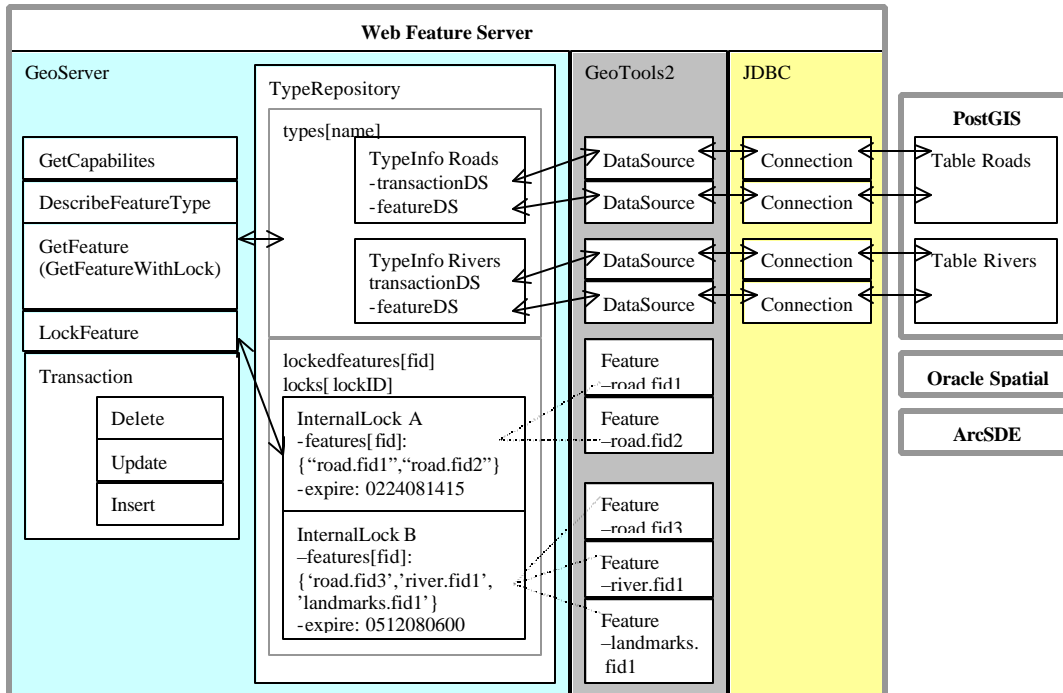 Web Feature Server
GeoServer
GetCapabilites
DescribeFeatureType
GetFeature
(GetFeatureWithLock)
LockFeature
Transaction
Delete
Update
Insert
TypeRepository
types[name]
TypeInfo Roads
-transactionDS
-featureDS
TypeInfo Rivers
transactionDS
-featureDS
lockedfeatures[fid]
locks[ lockID]
InternalLock A
-features[fid]:
{“road.fid1”,“road.fid2”}
-expire: 0224081415
InternalLock B
–features[fid]:
{‘road.fid3’,’river.fid1’,
’landmarks.fid1’}
-expire: 0512080600
GeoTools2
DataSource
DataSource
DataSource
DataSource
Feature
–road.fid1
Feature
–road.fid2
Feature
–road.fid3
Feature
–river.fid1
Feature
–landmarks.
fid1
JDBC
Connection
Connection
Connection
Connection
PostGIS
Table Roads
Table Rivers
Oracle Spatial
ArcSDE